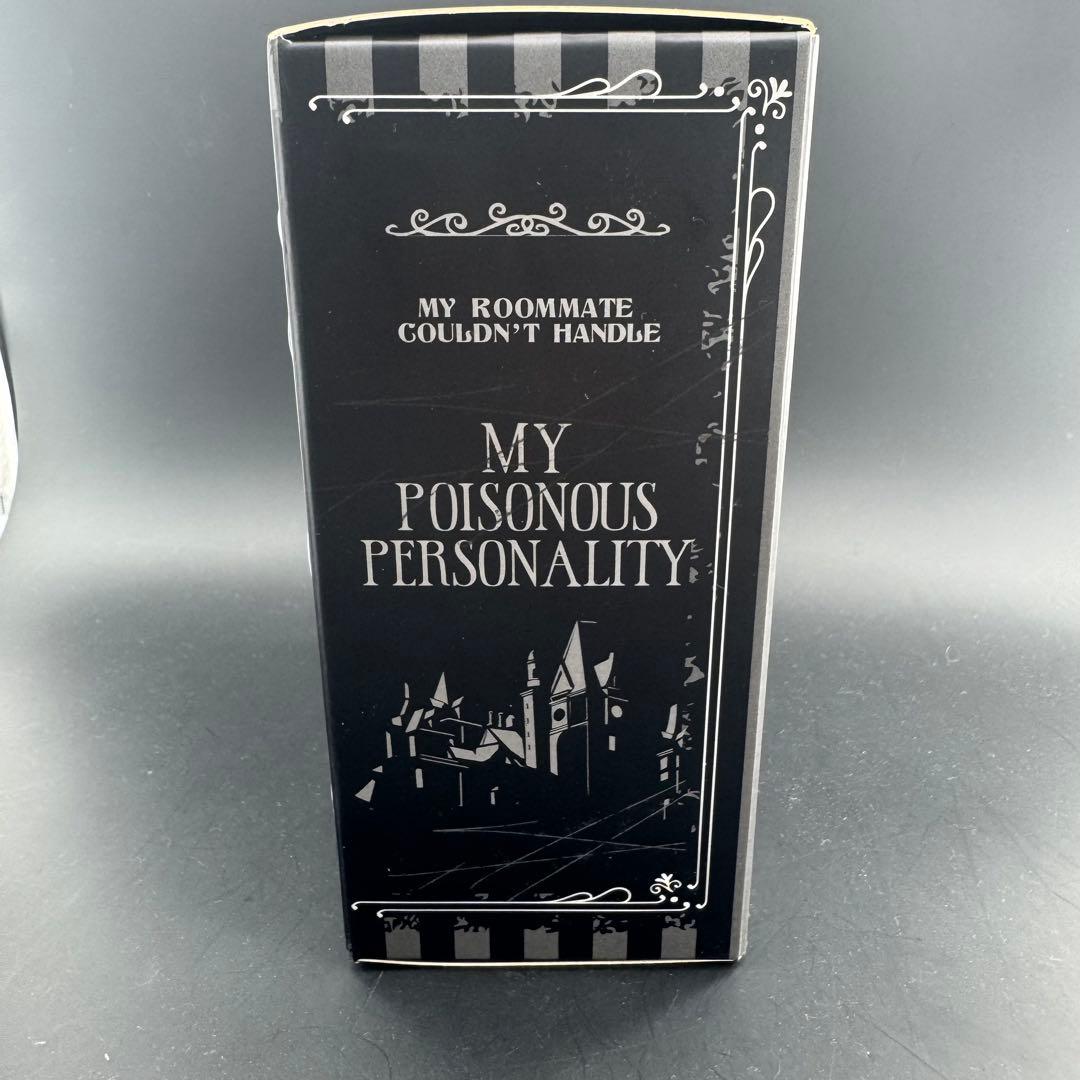 MY ROOMMATE
COULDN'T HANDLE
MY
POISONOUS
PERSONALITY